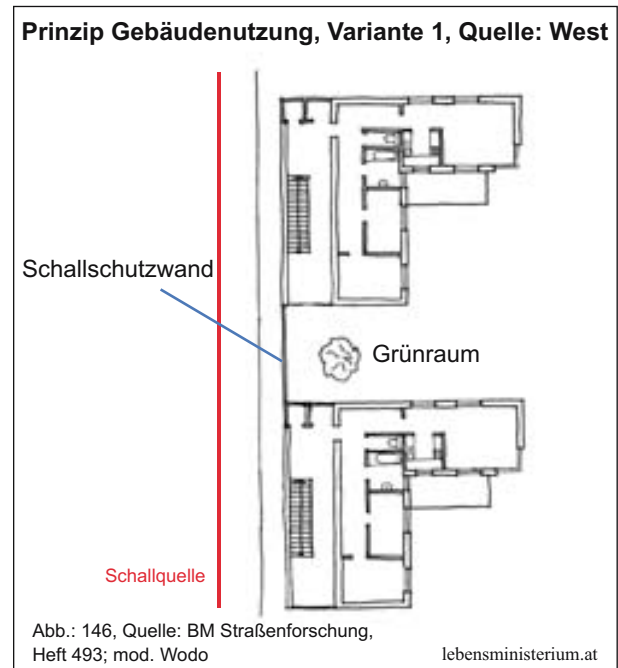 Prinzip Gebäudenutzung, Variante 1, Quelle: West
Schallschutzwand
Grünraum
Schallquelle
Abb.: 146, Quelle: BM Straßenforschung,
Heft 493; mod. Wodo
lebensministerium.at